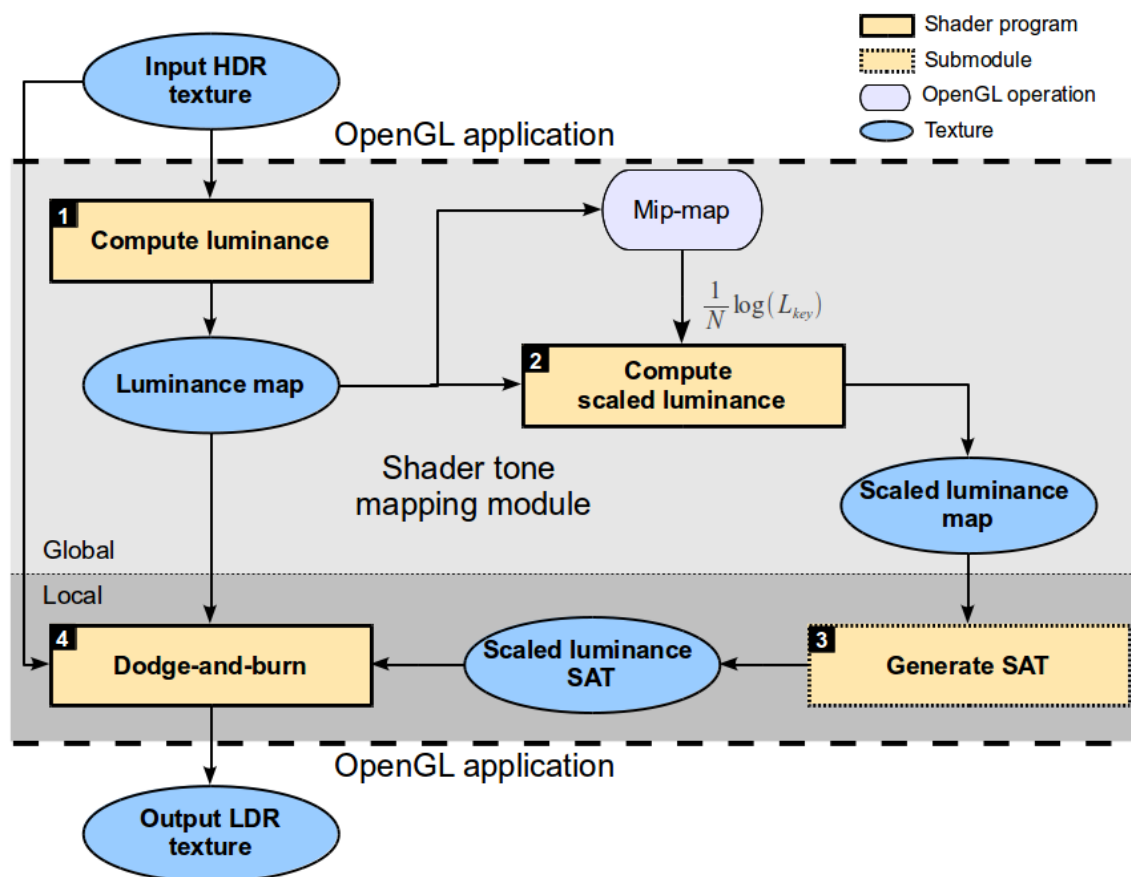 Shader program
Submodule
OpenGL operation
Texture
Input HDR
texture
OpenGL application
1
Compute luminance
Mip-map
1/N log(L_key)
Luminance map
2
Compute
scaled luminance
Shader tone
mapping module
Scaled luminance
map
Global
Local
4
Dodge-and-burn
Scaled luminance
SAT
3
Generate SAT
OpenGL application
Output LDR
texture